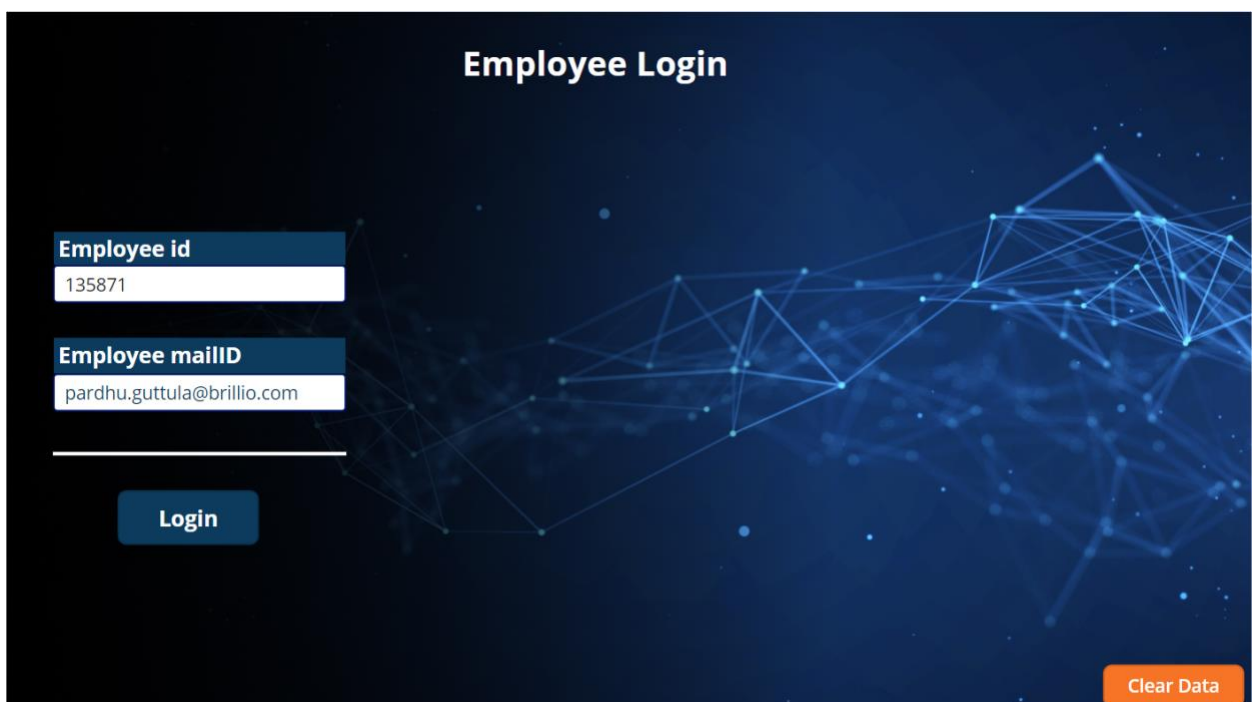 Employee Login
Employee id
135871
Employee mailID
pardhu.guttula@brillio.com
Login
Clear Data